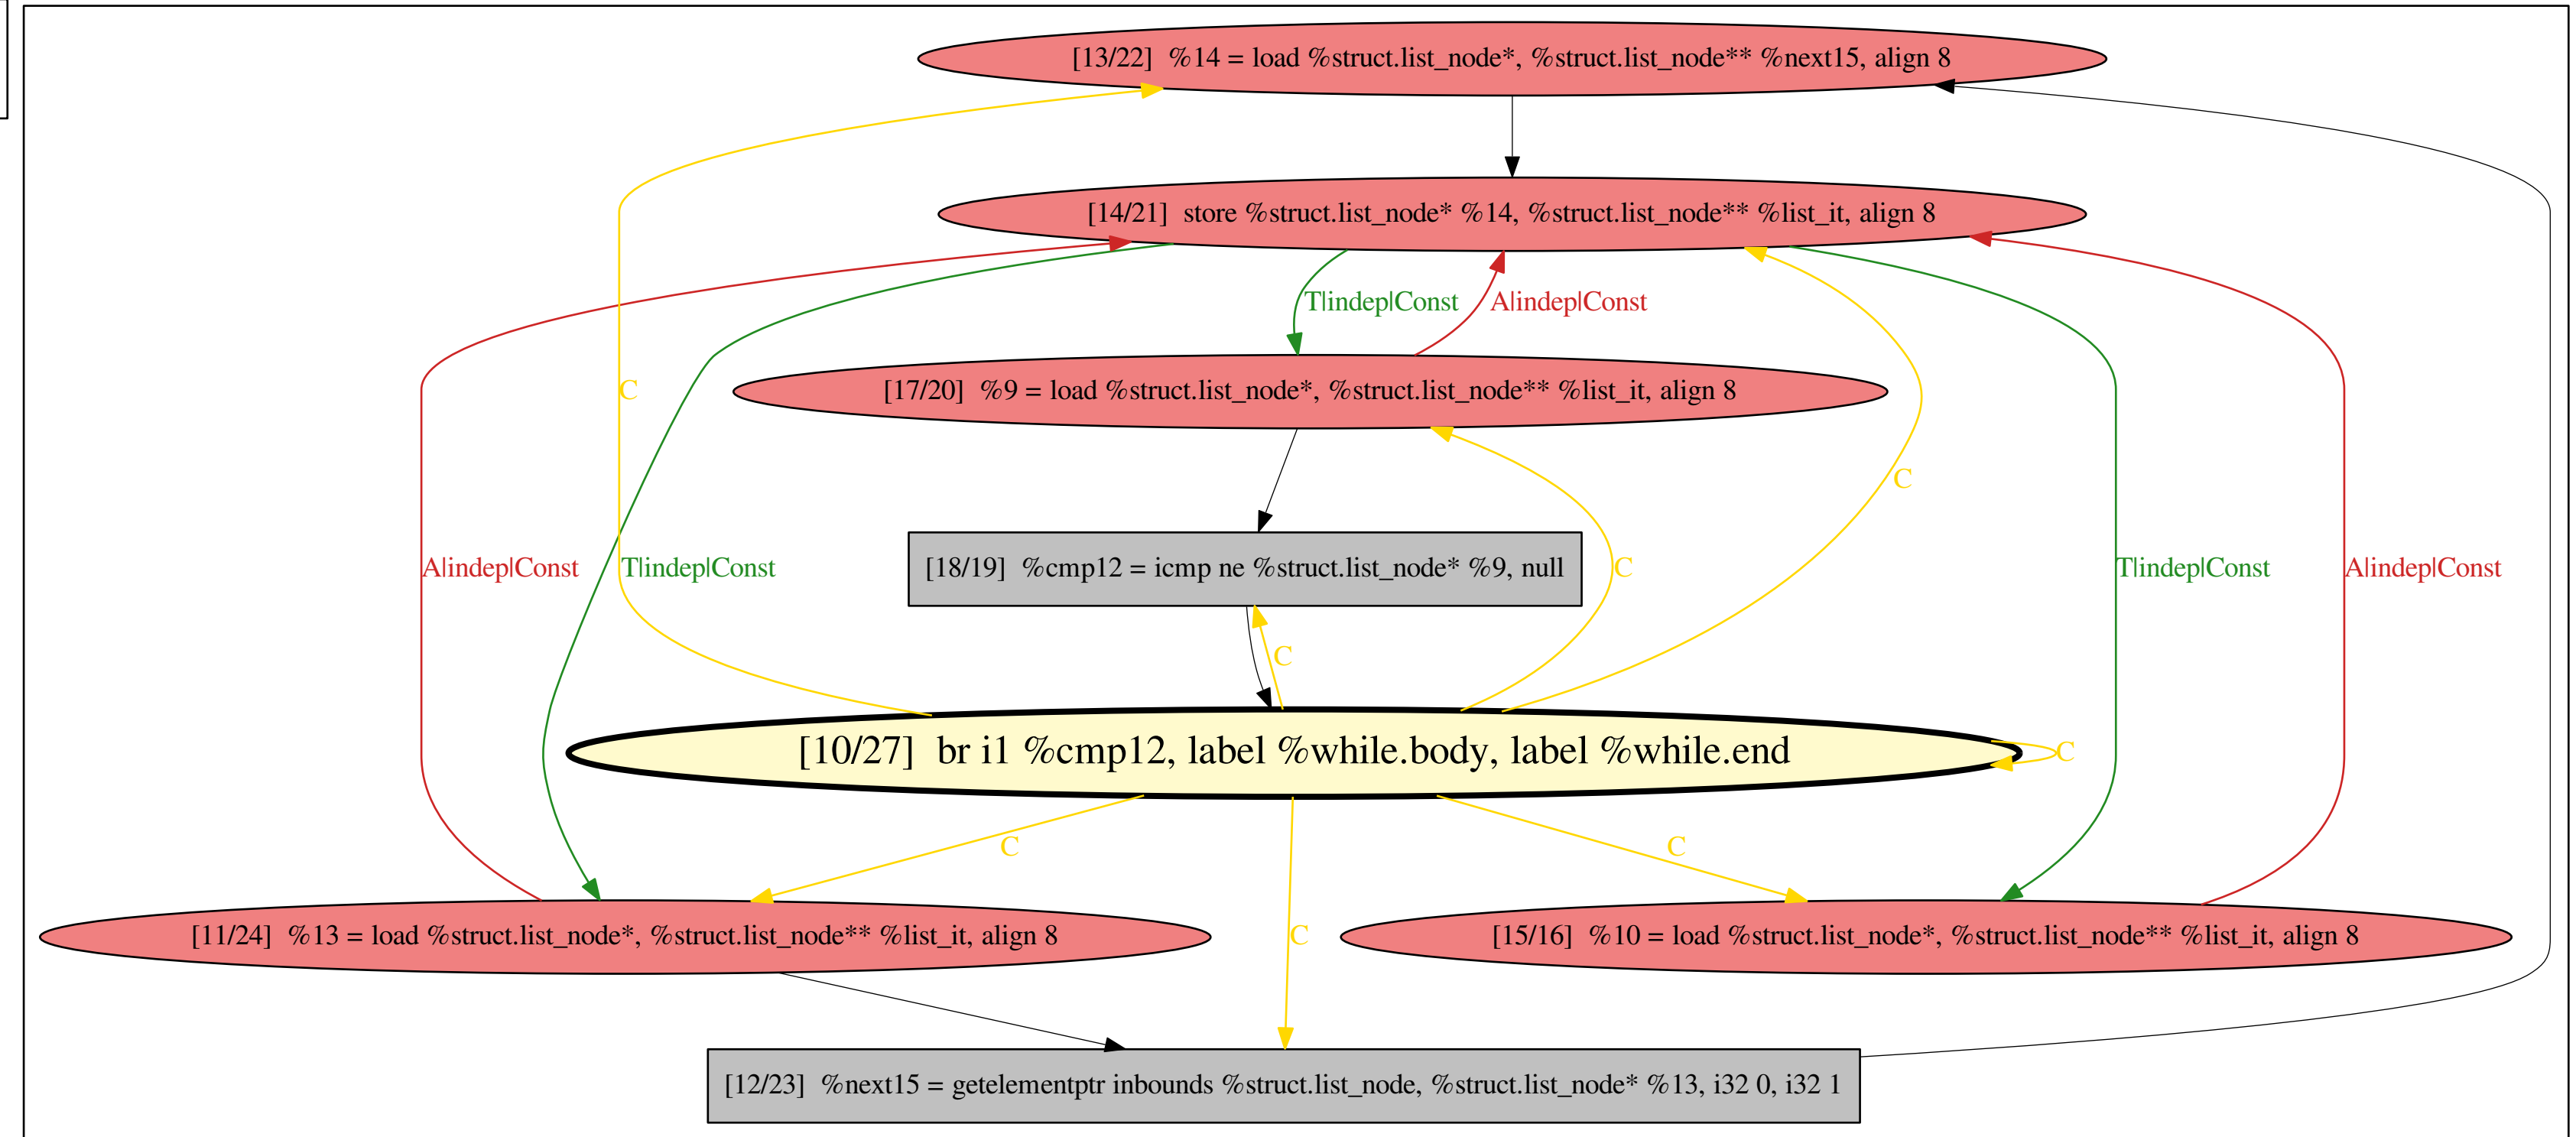 [13/22] %14 = load %struct.list_node*, %struct.list_node** %next15, align 8
[14/21] store %struct.list_node* %14, %struct.list_node** %list_it, align 8
T|indep|Const
A|indep|Const
C
[17/20] %9 = load %struct.list_node*, %struct.list_node** %list_it, align 8
C
A|indep|Const
T|indep|Const
[18/19] %cmp12 = icmp ne %struct.list_node* %9, null
C
T|indep|Const
A|indep|Const
C
[10/27] br i1 %cmp12, label %while.body, label %while.end
C
C
C
[11/24] %13 = load %struct.list_node*, %struct.list_node** %list_it, align 8
C
[15/16] %10 = load %struct.list_node*, %struct.list_node** %list_it, align 8
[12/23] %next15 = getelementptr inbounds %struct.list_node, %struct.list_node* %13, i32 0, i32 1